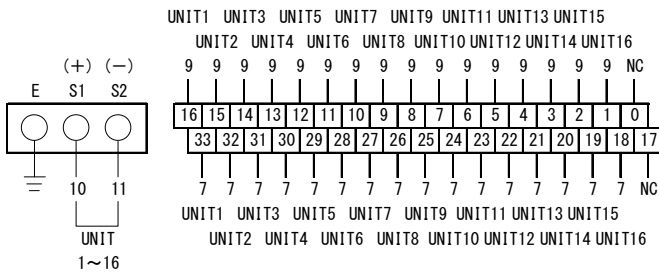 UNIT1 UNIT3 UNIT5 UNIT7 UNIT9 UNIT11 UNIT13 UNIT15
UNIT2 UNIT4 UNIT6 UNIT8 UNIT10 UNIT12 UNIT14 UNIT16
(+) (−) 9 9 9 9 9 9 9 9 9 9 9 9 9 9 9 9 NC
E S1 S2
16 15 14 13 12 11 10 9 8 7 6 5 4 3 2 1 0
33 32 31 30 29 28 27 26 25 24 23 22 21 20 19 18 17
10 11 7 7 7 7 7 7 7 7 7 7 7 7 7 7 7 7 NC
UNIT1 UNIT3 UNIT5 UNIT7 UNIT9 UNIT11 UNIT13 UNIT15
UNIT UNIT2 UNIT4 UNIT6 UNIT8 UNIT10 UNIT12 UNIT14 UNIT16
1～16